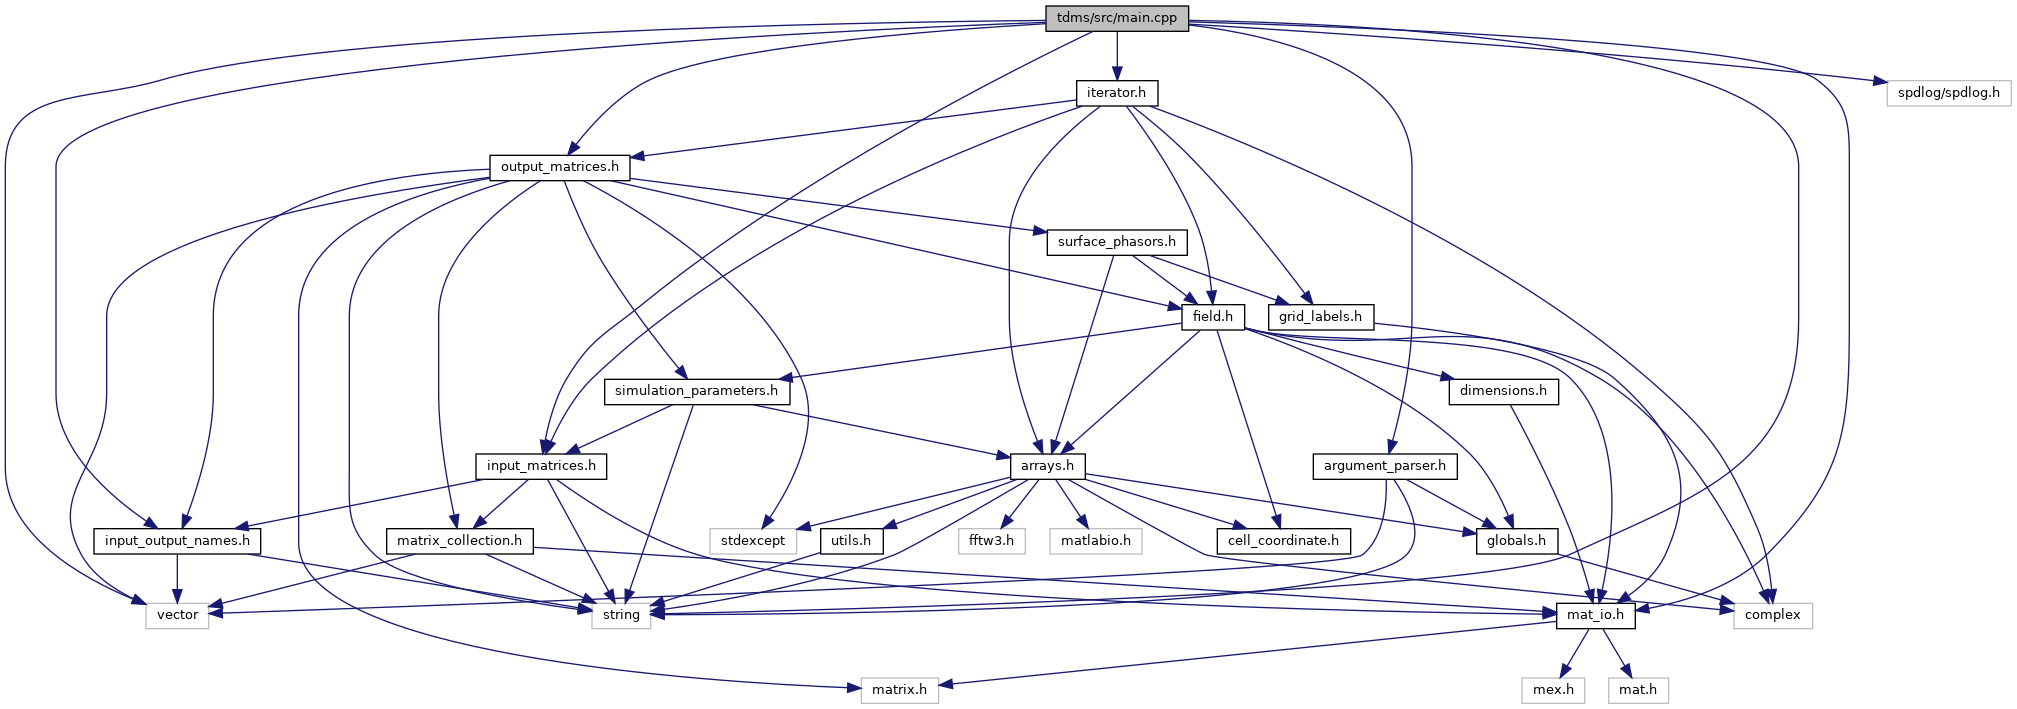 tdms/src/main.cpp
iterator.h
spdlog/spdlog.h
output_matrices.h
surface_phasors.h
field.h
grid_labels.h
simulation_parameters.h
dimensions.h
input_matrices.h
arrays.h
argument_parser.h
input_output_names.h
matrix_collection.h
stdexcept
utils.h
fftw3.h
matlabio.h
cell_coordinate.h
globals.h
vector
string
mat_io.h
complex
matrix.h
mex.h
mat.h